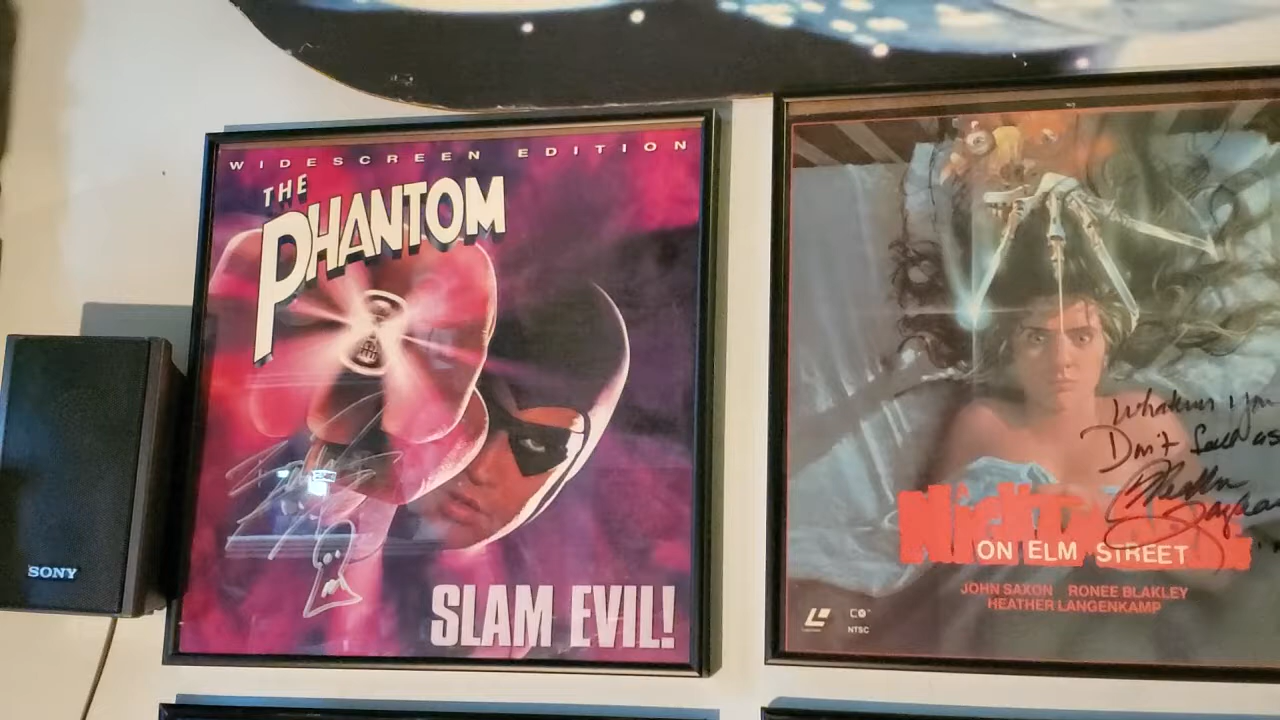 WIDESCREEN EDITION
THE
PHANTOM
SLAM EVIL!
SONY
Whatever you
Don't
ON ELM STREET
JOHN SAXON RONEE BLAKLEY
HEATHER LANGENKAMP
NTSC